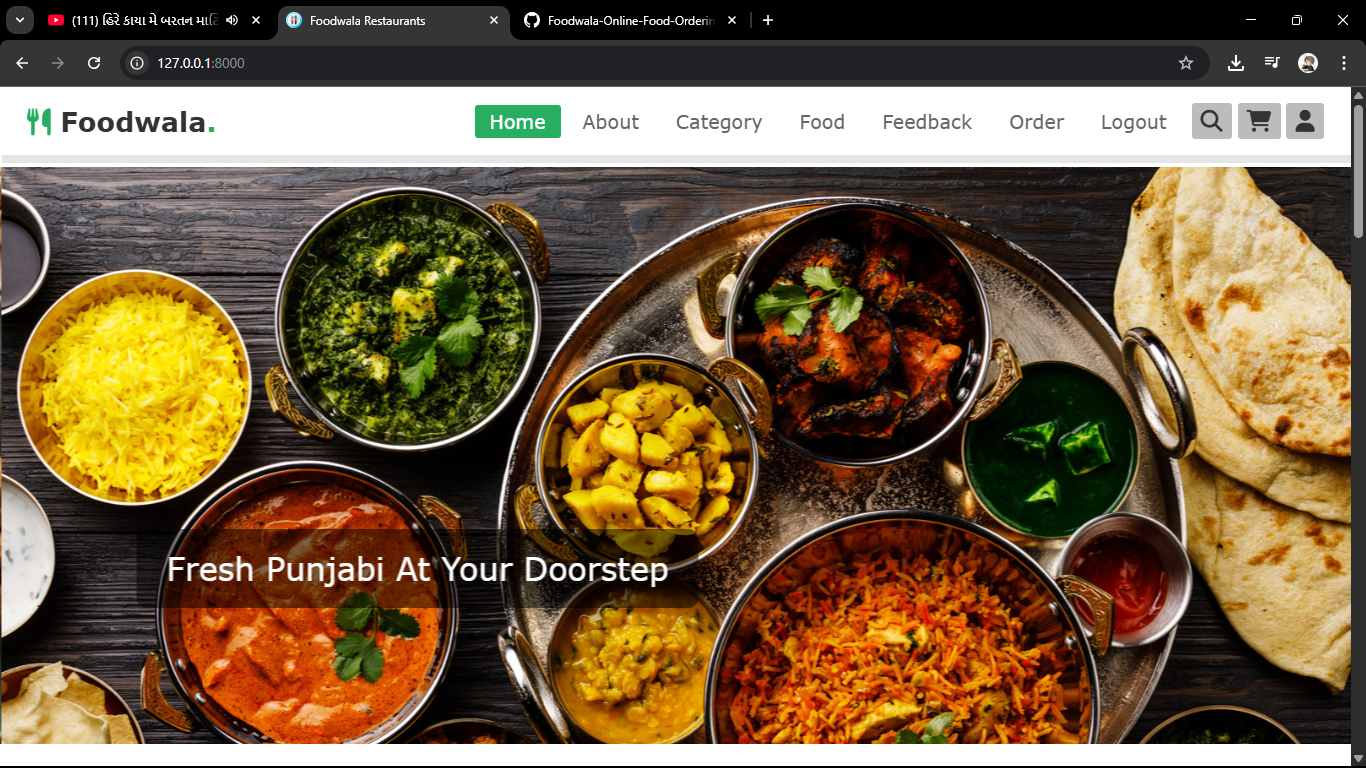 (111) હિરે કાયા મે બરતન માટિ
Foodwala Restaurants
Foodwala-Online-Food-Orderin
127.0.0.1:8000
Foodwala.
Home
About
Category
Food
Feedback
Order
Logout
Fresh Punjabi At Your Doorstep